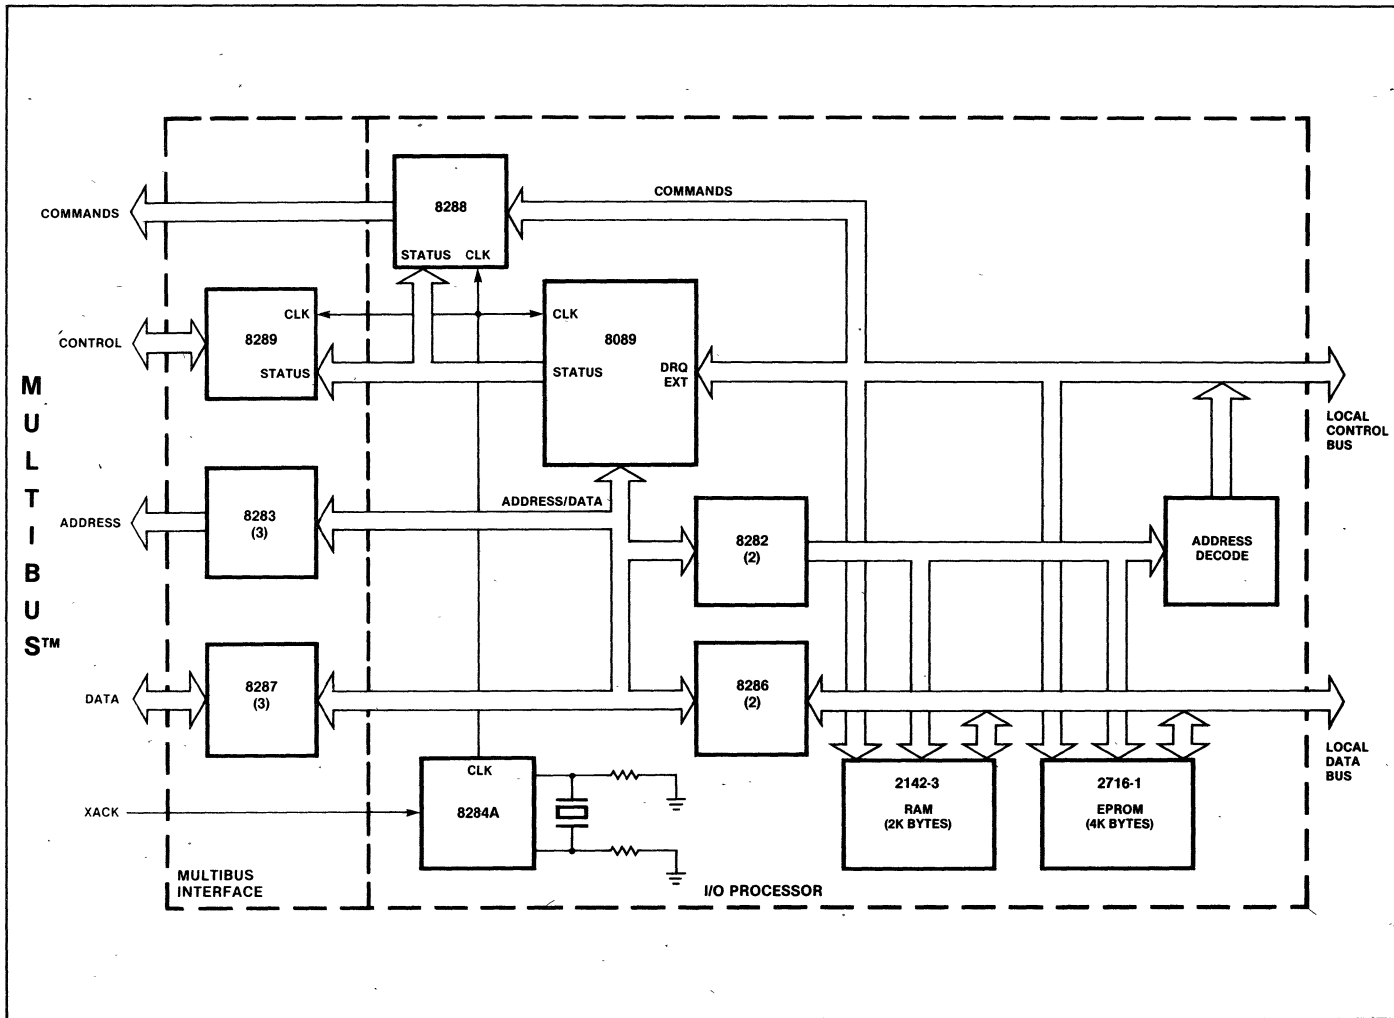 COMMANDS
CONTROL
ADDRESS
DATA
XACK
MULTIBUS™
MULTIBUS
INTERFACE
8288
STATUS CLK
COMMANDS
8289
CLK
STATUS
CLK
8089
STATUS
DRQ
EXT
LOCAL
CONTROL
BUS
8283
(3)
ADDRESS/DATA
8282
(2)
ADDRESS
DECODE
8287
(3)
8286
(2)
LOCAL
DATA
BUS
CLK
8284A
2142-3
RAM
(2K BYTES)
2716-1
EPROM
(4K BYTES)
I/O PROCESSOR